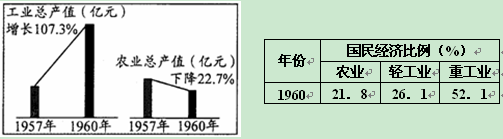 工业总产值（亿元）
增长107.3%
农业总产值（亿元）
下降22.7%
1957年 1960年 1957年 1960年
年份 国民经济比例（%）
农业 轻工业 重工业
1960 21．8 26．1 52．1